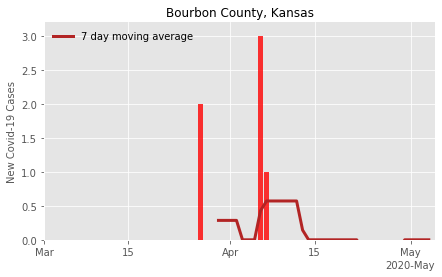 Bourbon County, Kansas
7 day moving average
New Covid-19 Cases
3.0
2.5
2.0
1.5
1.0
0.5
0.0
Mar 15 Apr 15 May
2020-May